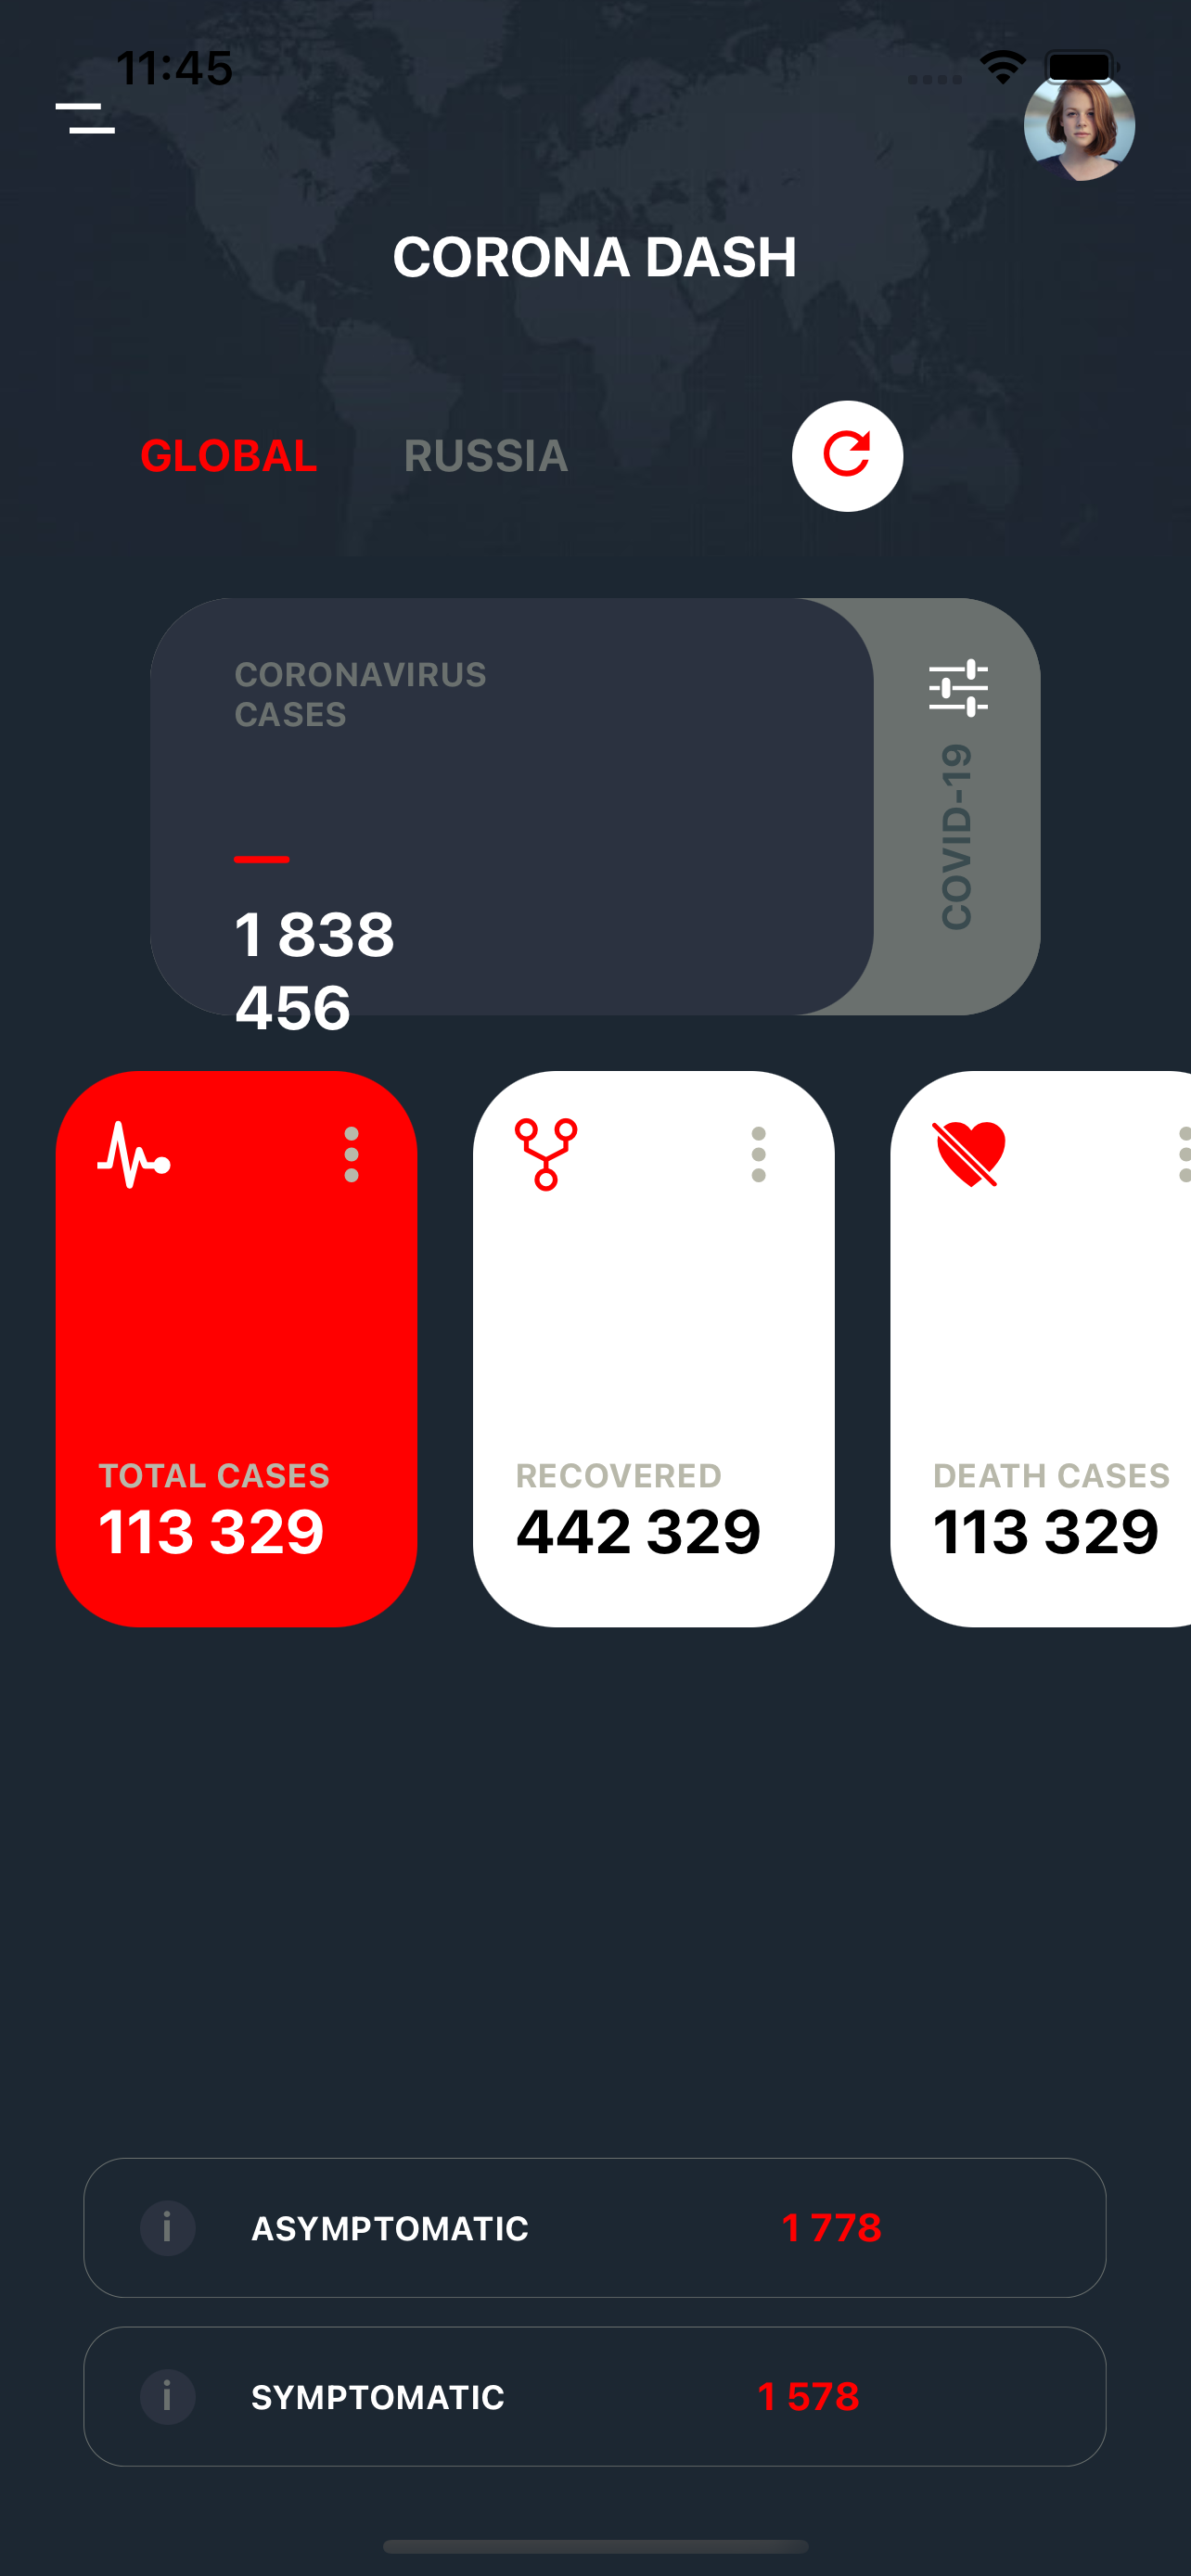 11:45
CORONA DASH
GLOBAL RUSSIA
CORONAVIRUS
CASES
COVID-19
1 838
456
TOTAL CASES
113 329
RECOVERED
442 329
DEATH CASES
113 329
i ASYMPTOMATIC 1 778
i SYMPTOMATIC 1 578